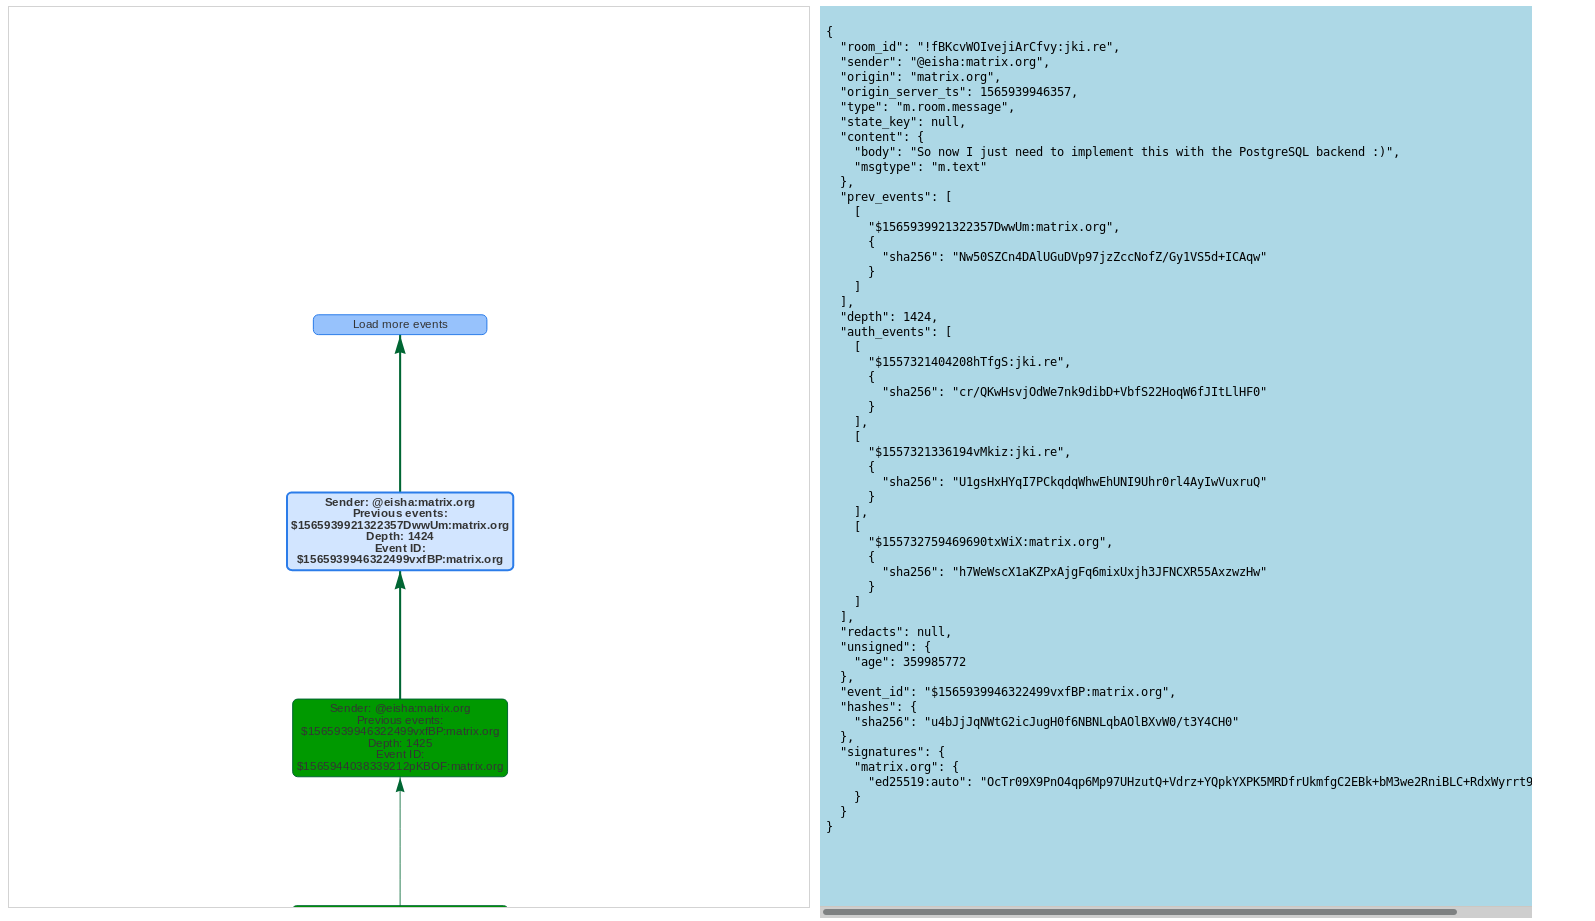 Load more events
Sender: @eisha:matrix.org
Previous events:
$1565939921322357DwwUm:matrix.org
Depth: 1424
Event ID:
$1565939946322499vxfBP:matrix.org
Sender: @eisha:matrix.org
Previous events:
$1565939946322499vxfBP:matrix.org
Depth: 1425
Event ID:
$1565944038339212pKBOF:matrix.org
{
  "room_id": "!fBKcvWOIvejiArCfvy:jki.re",
  "sender": "@eisha:matrix.org",
  "origin": "matrix.org",
  "origin_server_ts": 1565939946357,
  "type": "m.room.message",
  "state_key": null,
  "content": {
    "body": "So now I just need to implement this with the PostgreSQL backend :)",
    "msgtype": "m.text"
  },
  "prev_events": [
    [
      "$1565939921322357DwwUm:matrix.org",
      {
        "sha256": "Nw50SZCn4DAlUGuDVp97jzZccNofZ/Gy1VS5d+ICAqw"
      }
    ]
  ],
  "depth": 1424,
  "auth_events": [
    [
      "$1557321404208hTfgS:jki.re",
      {
        "sha256": "cr/QKwHsvjOdWe7nk9dibD+VbfS22HoqW6fJItLlHF0"
      }
    ],
    [
      "$1557321336194vMkiz:jki.re",
      {
        "sha256": "U1gsHxHYqI7PCkqdqWhwEhUNI9Uhr0rl4AyIwVuxruQ"
      }
    ],
    [
      "$155732759469690txWiX:matrix.org",
      {
        "sha256": "h7WeWscX1aKZPxAjgFq6mixUxjh3JFNCXR55AxzwzHw"
      }
    ]
  ],
  "redacts": null,
  "unsigned": {
    "age": 359985772
  },
  "event_id": "$1565939946322499vxfBP:matrix.org",
  "hashes": {
    "sha256": "u4bJjJqNWtG2icJugH0f6NBNLqbAOlBXvW0/t3Y4CH0"
  },
  "signatures": {
    "matrix.org": {
      "ed25519:auto": "OcTr09X9PnO4qp6Mp97UHzutQ+Vdrz+YQpkYXPK5MRDfrUkmfgC2EBk+bM3we2RniBLC+RdxWyrrt9
    }
  }
}